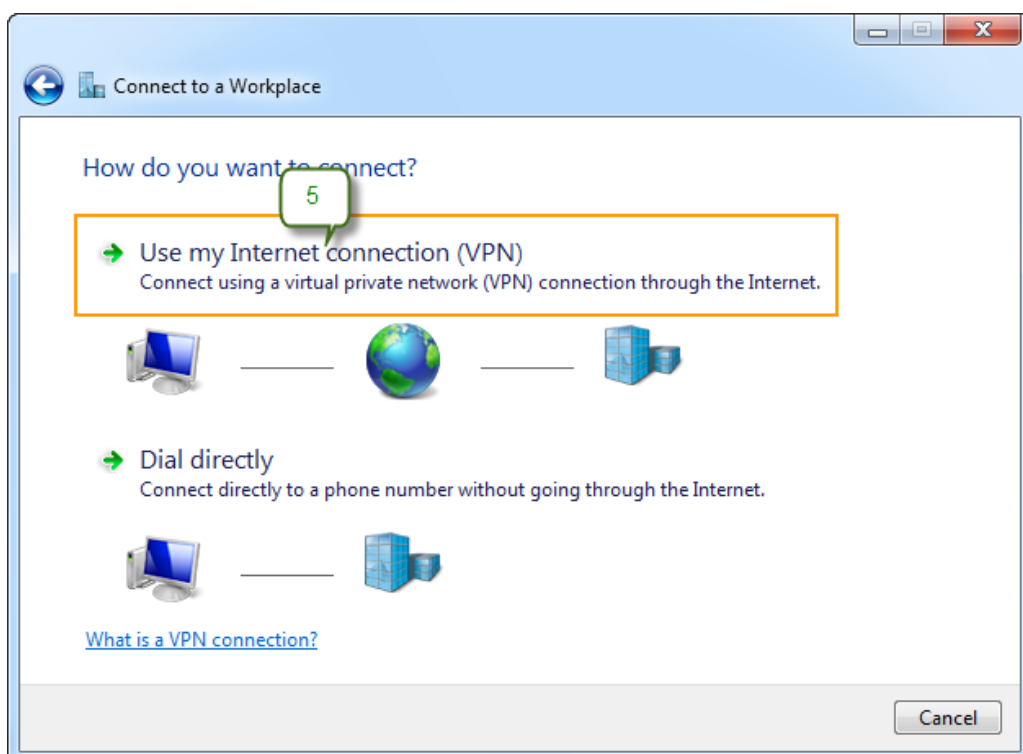 Connect to a Workplace
How do you want to connect?
5
Use my Internet connection (VPN)
Connect using a virtual private network (VPN) connection through the Internet.
Dial directly
Connect directly to a phone number without going through the Internet.
What is a VPN connection?
Cancel